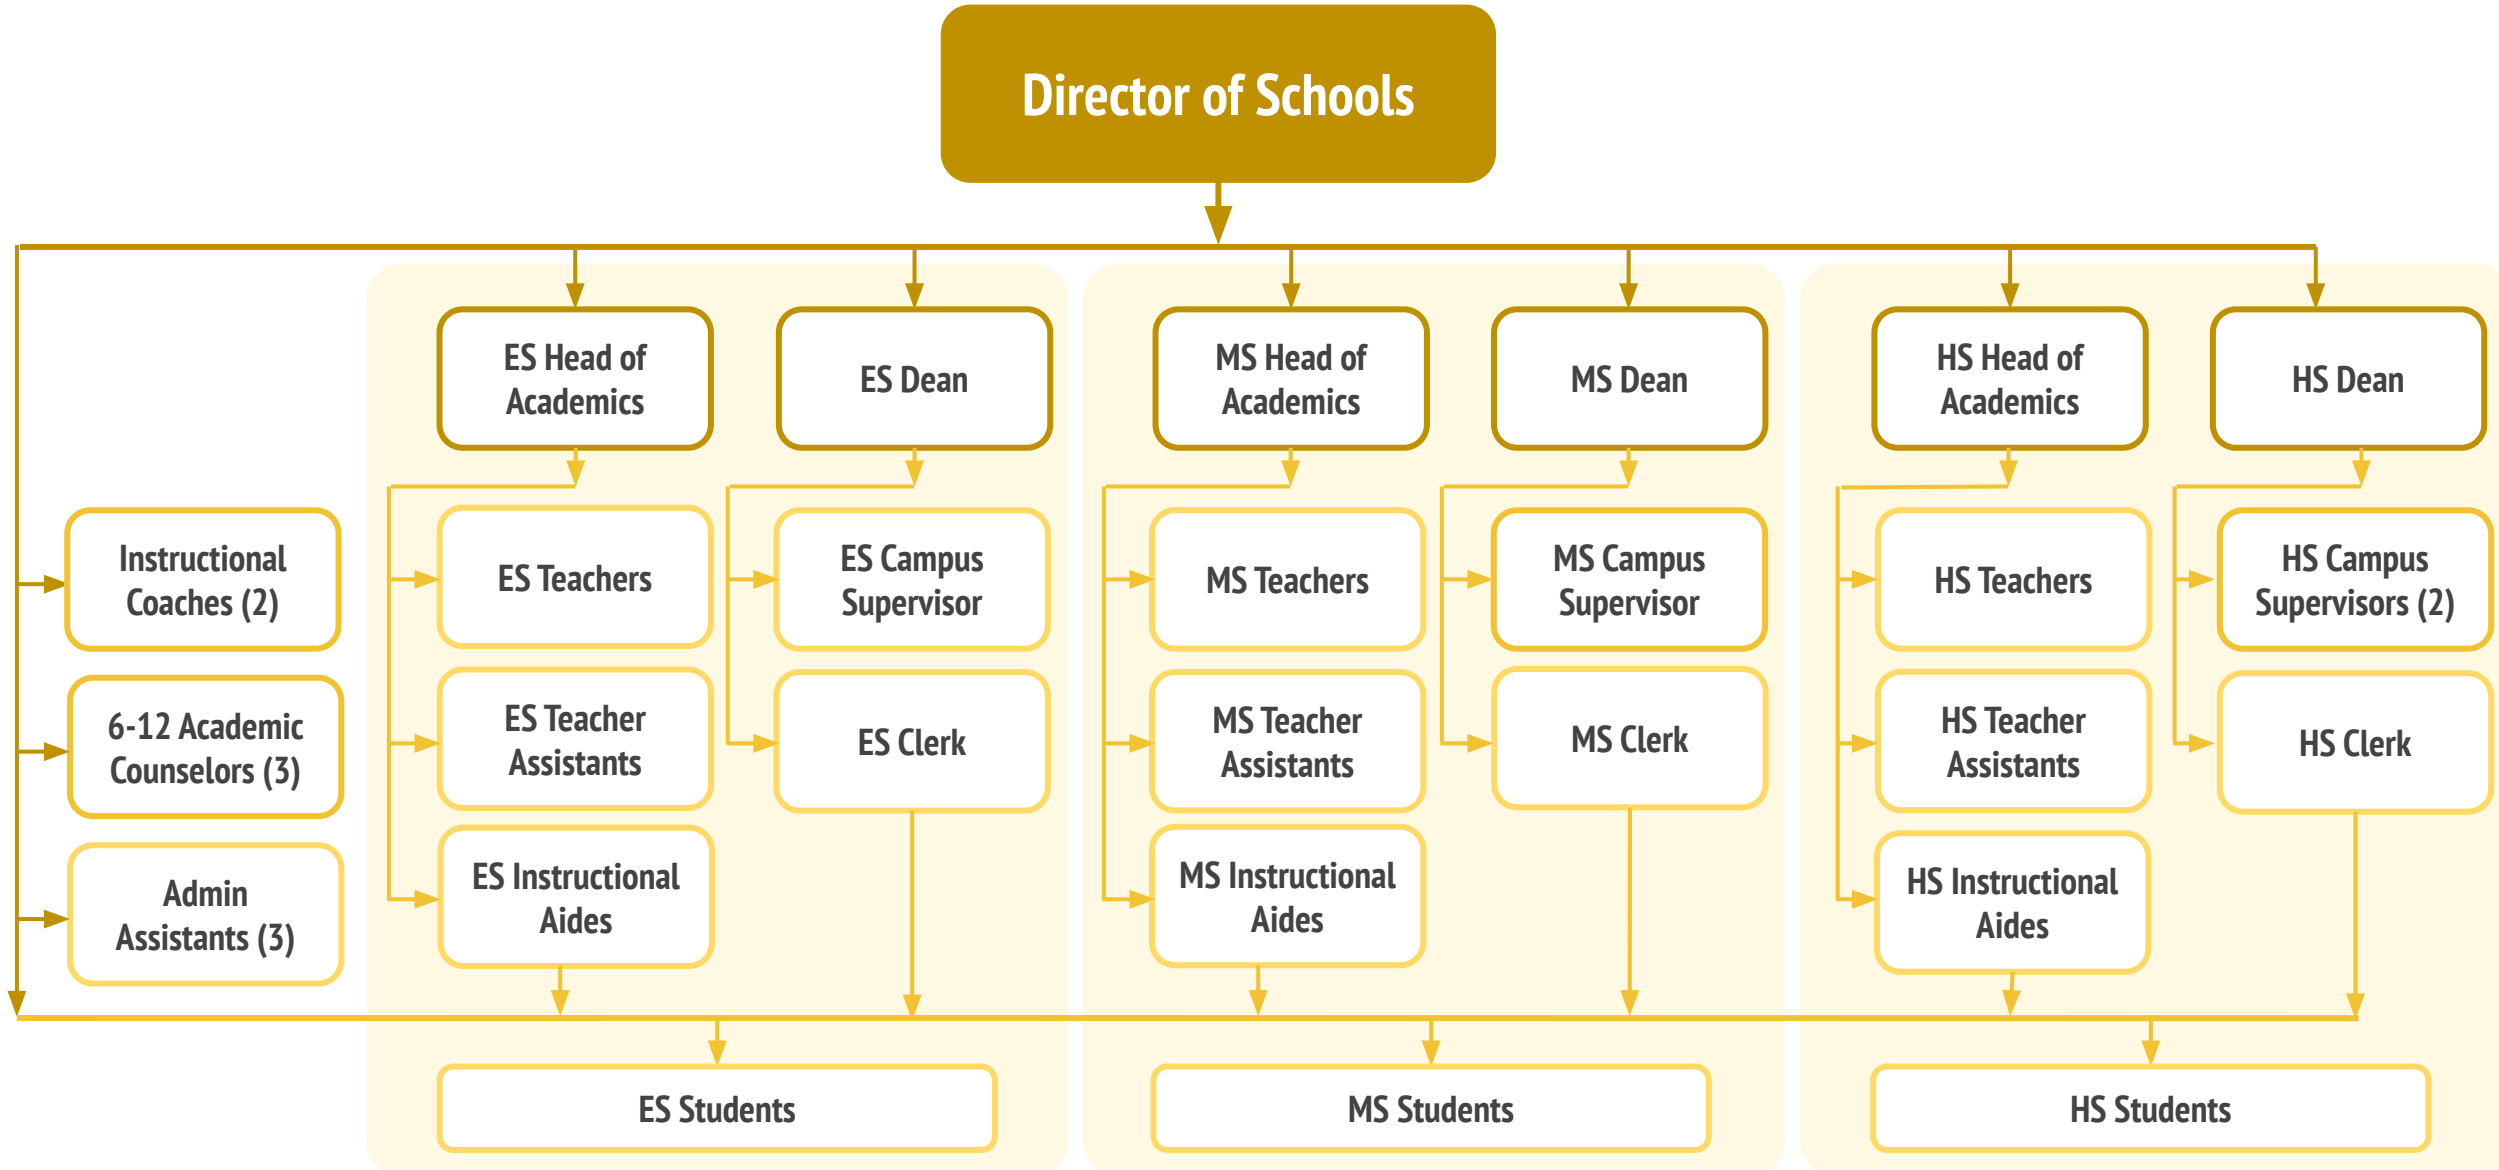 Director of Schools
ES Head of
Academics
ES Dean
MS Head of
Academics
MS Dean
HS Head of
Academics
HS Dean
Instructional
Coaches (2)
ES Teachers
ES Campus
Supervisor
MS Teachers
MS Campus
Supervisor
HS Teachers
HS Campus
Supervisors (2)
6-12 Academic
Counselors (3)
ES Teacher
Assistants
ES Clerk
MS Teacher
Assistants
MS Clerk
HS Teacher
Assistants
HS Clerk
Admin
Assistants (3)
ES Instructional
Aides
MS Instructional
Aides
HS Instructional
Aides
ES Students
MS Students
HS Students